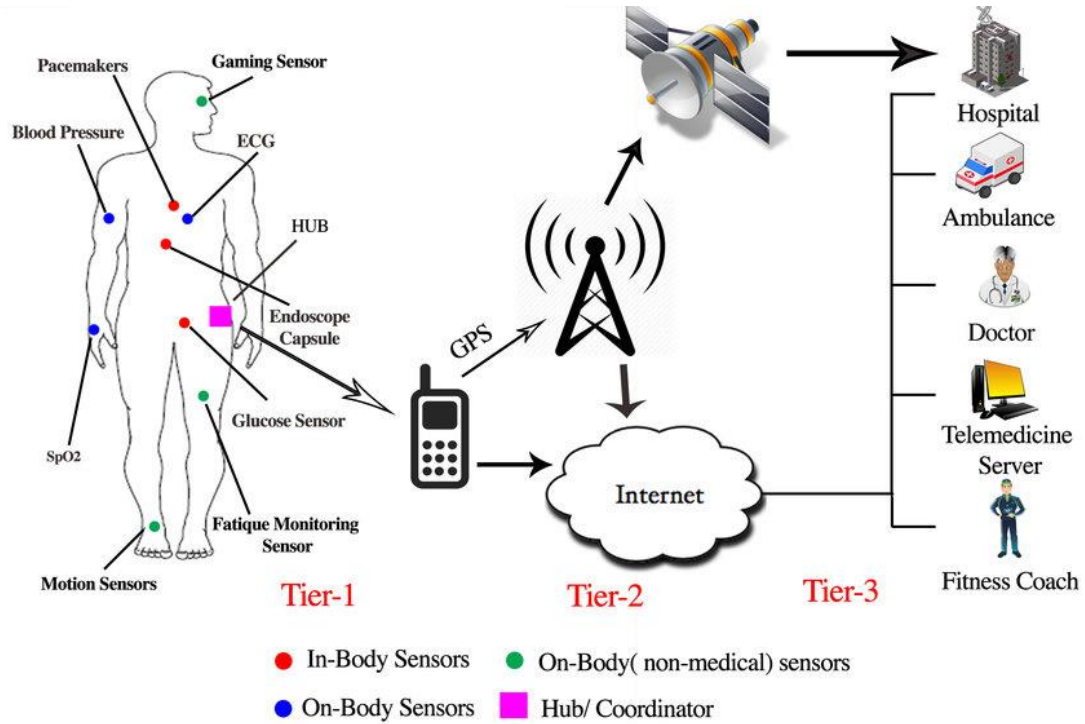 Gaming Sensor
Pacemakers
Blood Pressure
ECG
HUB
Endoscope
Capsule
Glucose Sensor
SpO2
Fatique Monitoring
Sensor
Motion Sensors
GPS
Internet
Hospital
Ambulance
Doctor
Telemedicine
Server
Fitness Coach
Tier-1
Tier-2
Tier-3
In-Body Sensors
On-Body( non-medical) sensors
On-Body Sensors
Hub/ Coordinator